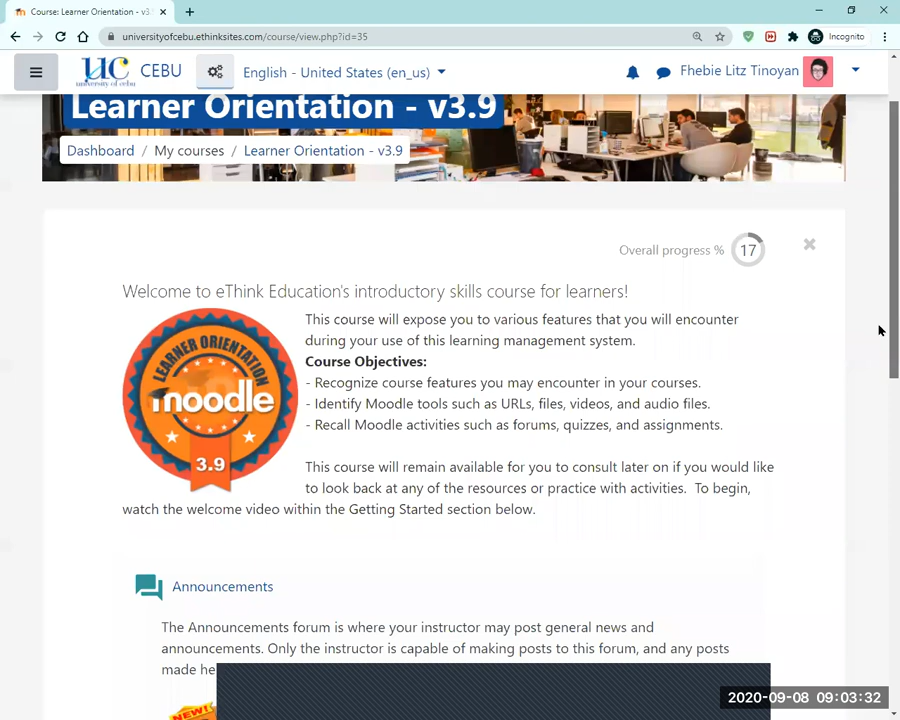 Course: Learner Orientation - v3.
universityofcebu.ethinksites.com/course/view.php?id=35
Incognito
UC
university of cebu
CEBU
English - United States (en_us)
Fhebie Litz Tinoyan
Learner Orientation - v3.9
Dashboard / My courses / Learner Orientation - v3.9
Overall progress % 17
Welcome to eThink Education's introductory skills course for learners!
LEARNER ORIENTATION
moodle
3.9
This course will expose you to various features that you will encounter
during your use of this learning management system.
Course Objectives:
- Recognize course features you may encounter in your courses.
- Identify Moodle tools such as URLs, files, videos, and audio files.
- Recall Moodle activities such as forums, quizzes, and assignments.
This course will remain available for you to consult later on if you would like
to look back at any of the resources or practice with activities. To begin,
watch the welcome video within the Getting Started section below.
Announcements
The Announcements forum is where your instructor may post general news and
announcements. Only the instructor is capable of making posts to this forum, and any posts
made he
2020-09-08 09:03:32